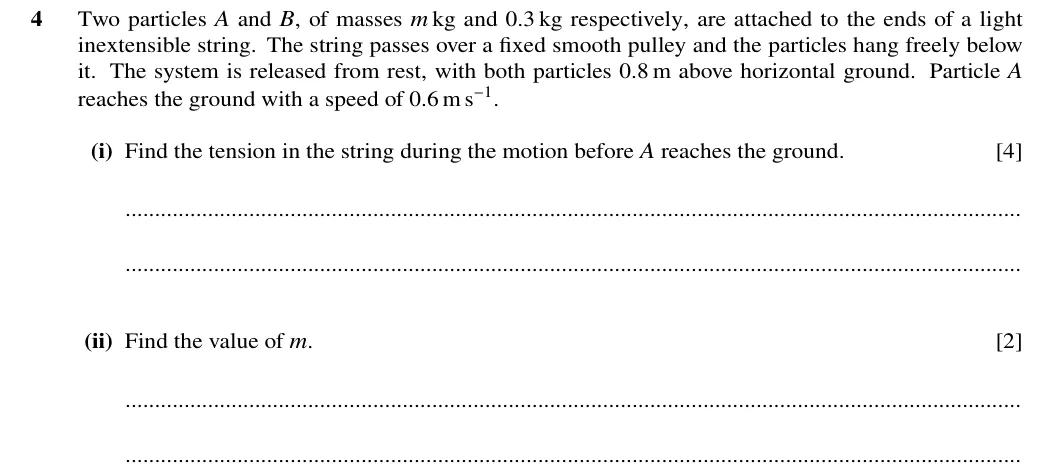 4 Two particles A and B, of masses m kg and 0.3 kg respectively, are attached to the ends of a light
inextensible string. The string passes over a fixed smooth pulley and the particles hang freely below
it. The system is released from rest, with both particles 0.8 m above horizontal ground. Particle A
reaches the ground with a speed of 0.6 m s⁻¹.
(i) Find the tension in the string during the motion before A reaches the ground. [4]
(ii) Find the value of m. [2]